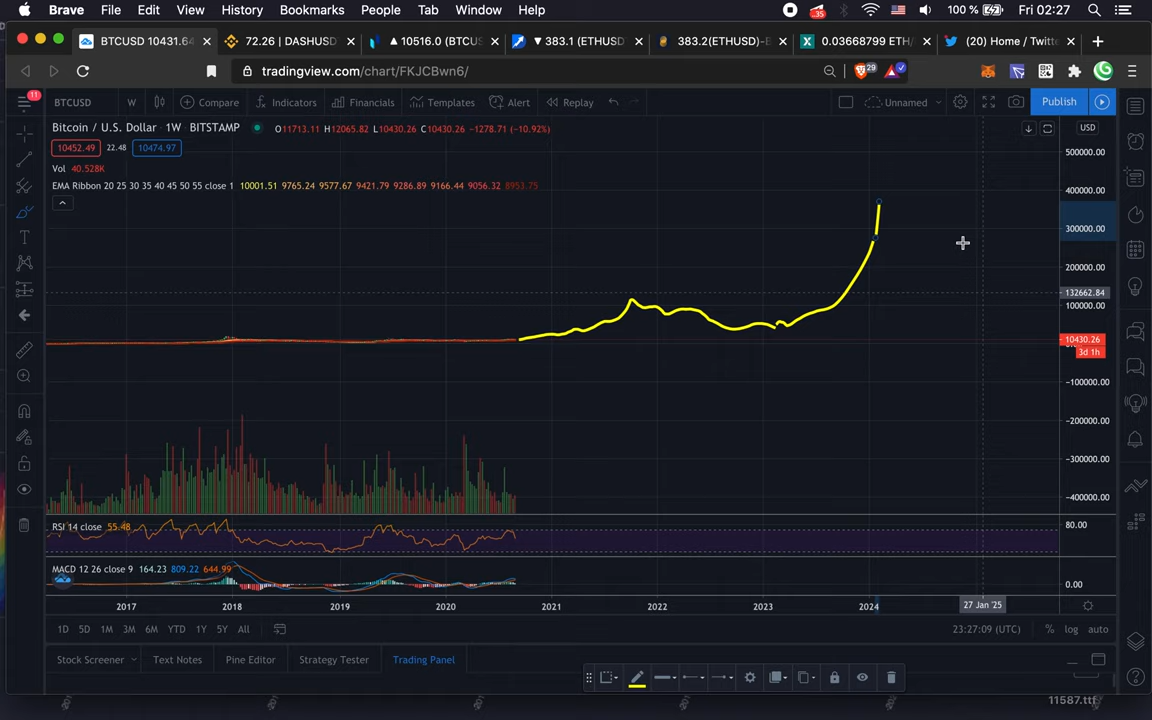 Brave File Edit View History Bookmarks People Tab Window Help 100 % Fri 02:27
BTCUSD 10431.64 72.26 | DASHUSD ▲ 10516.0 (BTCUS ▼ 383.1 (ETHUSD) 383.2(ETHUSD)-E 0.03668799 ETH/ (20) Home / Twitte
tradingview.com/chart/FKJCBwn6/ 29
11 BTCUSD W Compare Indicators Financials Templates Alert Replay Unnamed Publish
Bitcoin / U.S. Dollar 1W BITSTAMP O11713.11 H12065.82 L10430.26 C10430.26 −1278.71 (−10.92%) USD
10452.49 22.48 10474.97
Vol 40.528K
EMA Ribbon 20 25 30 35 40 45 50 55 close 1 10001.51 9765.24 9577.67 9421.79 9286.89 9166.44 9056.32 8953.75
500000.00
400000.00
300000.00
200000.00
132662.84
100000.00
10430.26
3d 1h
−100000.00
−200000.00
−300000.00
−400000.00
RSI 14 close 55.48 80.00
MACD 12 26 close 9 164.23 809.22 644.99 0.00
2017 2018 2019 2020 2021 2022 2023 2024 27 Jan '25
1D 5D 1M 3M 6M YTD 1Y 5Y All 23:27:09 (UTC) % log auto
Stock Screener Text Notes Pine Editor Strategy Tester Trading Panel
11587.ttf